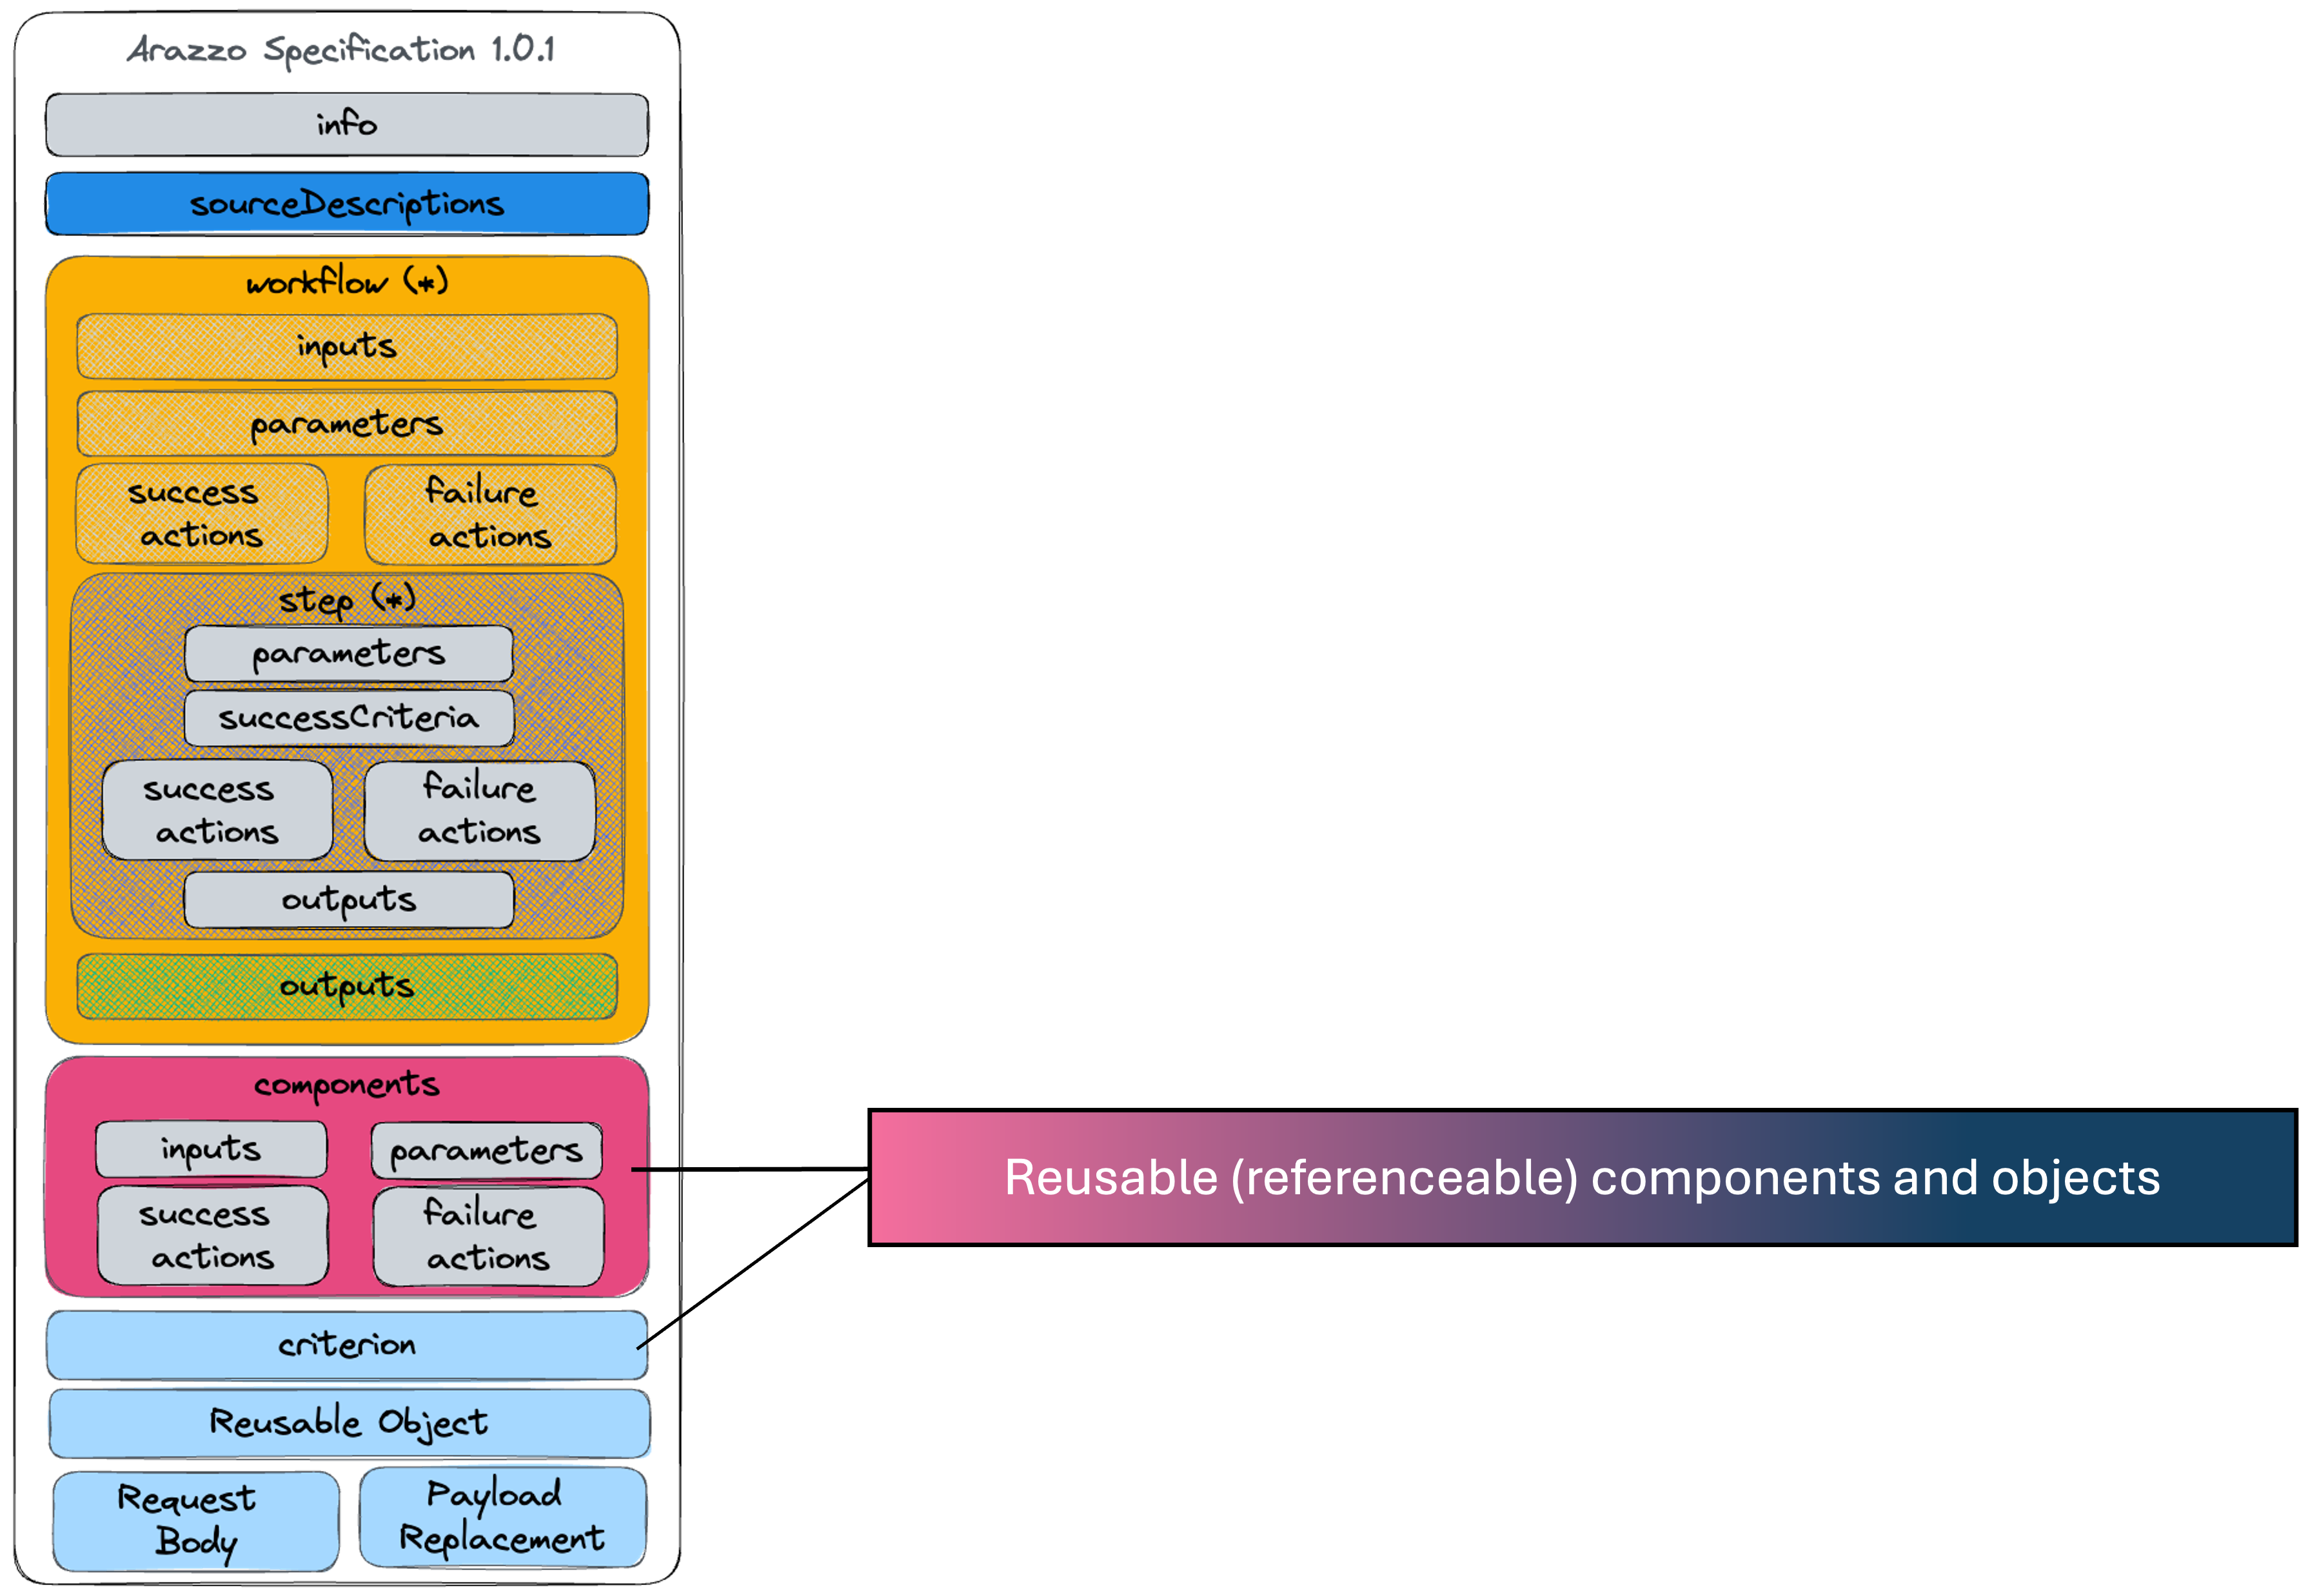 Arazzo Specification 1.0.1
info
sourceDescriptions
workflow (*)
inputs
parameters
success
actions
failure
actions
step (*)
parameters
successCriteria
success
actions
failure
actions
outputs
outputs
components
inputs
parameters
success
actions
failure
actions
Reusable (referenceable) components and objects
criterion
Reusable Object
Request
Body
Payload
Replacement